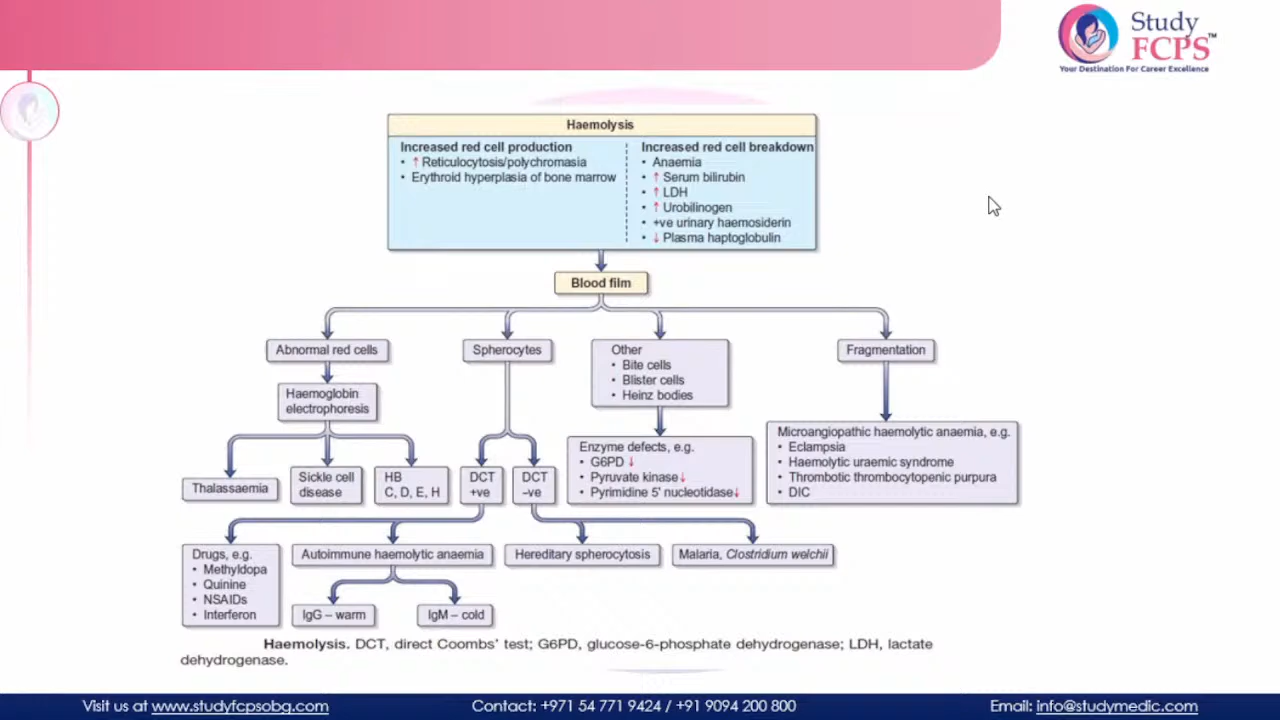 Study
FCPS™
Your Destination For Career Excellence
Haemolysis
Increased red cell production
• ↑ Reticulocytosis/polychromasia
• Erythroid hyperplasia of bone marrow
Increased red cell breakdown
• Anaemia
• ↑ Serum bilirubin
• ↑ LDH
• ↑ Urobilinogen
• +ve urinary haemosiderin
• ↓ Plasma haptoglobulin
Blood film
Abnormal red cells
Spherocytes
Other
• Bite cells
• Blister cells
• Heinz bodies
Fragmentation
Haemoglobin
electrophoresis
Thalassaemia
Sickle cell
disease
HB
C, D, E, H
DCT
+ve
DCT
–ve
Enzyme defects, e.g.
• G6PD ↓
• Pyruvate kinase↓
• Pyrimidine 5' nucleotidase↓
Microangiopathic haemolytic anaemia, e.g.
• Eclampsia
• Haemolytic uraemic syndrome
• Thrombotic thrombocytopenic purpura
• DIC
Drugs, e.g.
• Methyldopa
• Quinine
• NSAIDs
• Interferon
Autoimmune haemolytic anaemia
Hereditary spherocytosis
Malaria, Clostridium welchii
IgG – warm
IgM – cold
Haemolysis. DCT, direct Coombs' test; G6PD, glucose-6-phosphate dehydrogenase; LDH, lactate
dehydrogenase.
Visit us at www.studyfcpsobg.com
Contact: +971 54 771 9424 / +91 9094 200 800
Email: info@studymedic.com